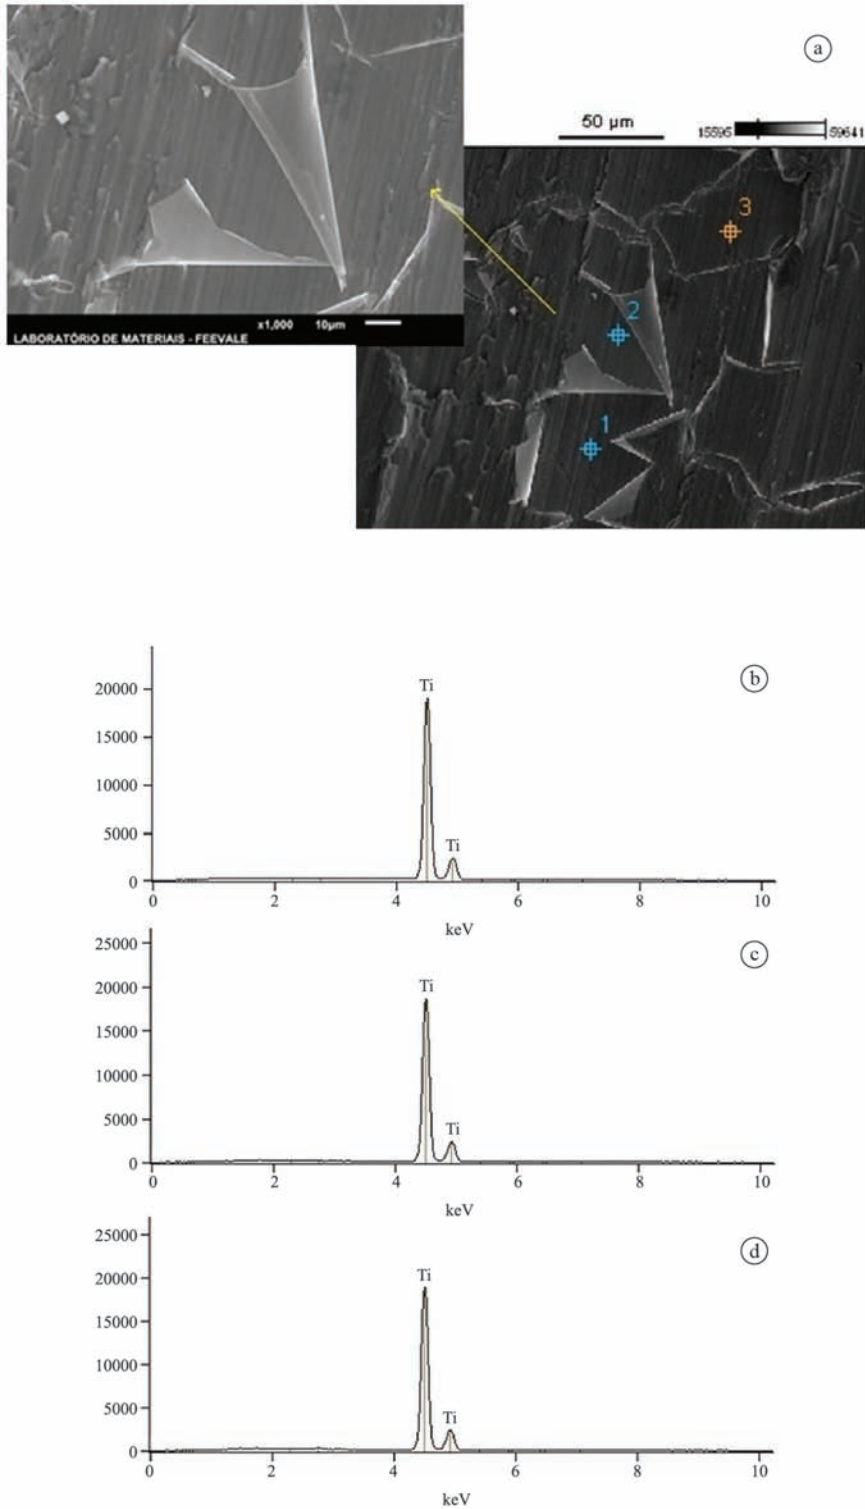 a
50 µm
15595 59641
3
2
1
x1,000 10µm
LABORATÓRIO DE MATERIAIS - FEEVALE
b
20000
15000
10000
5000
0
Ti
Ti
0 2 4 6 8 10
keV
c
25000
20000
15000
10000
5000
0
Ti
Ti
0 2 4 6 8 10
keV
d
25000
20000
15000
10000
5000
0
Ti
Ti
0 2 4 6 8 10
keV